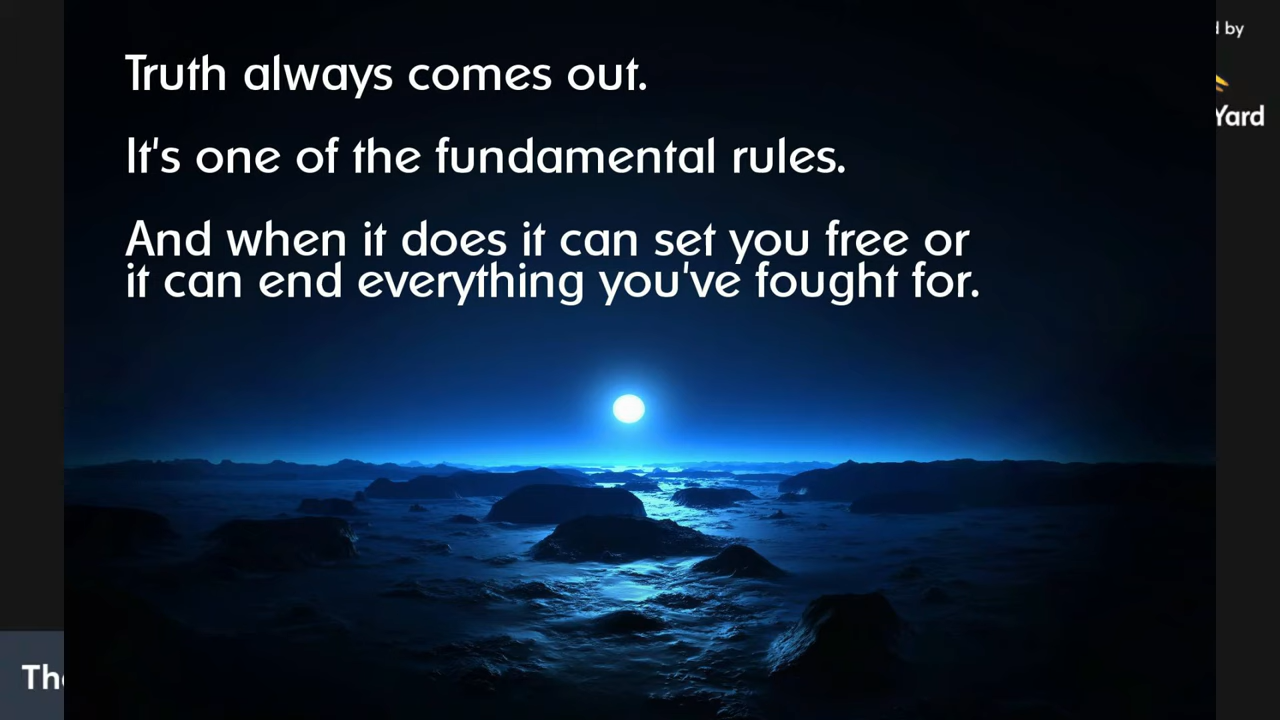 Truth always comes out.
It's one of the fundamental rules.
And when it does it can set you free or
it can end everything you've fought for.
by
Yard